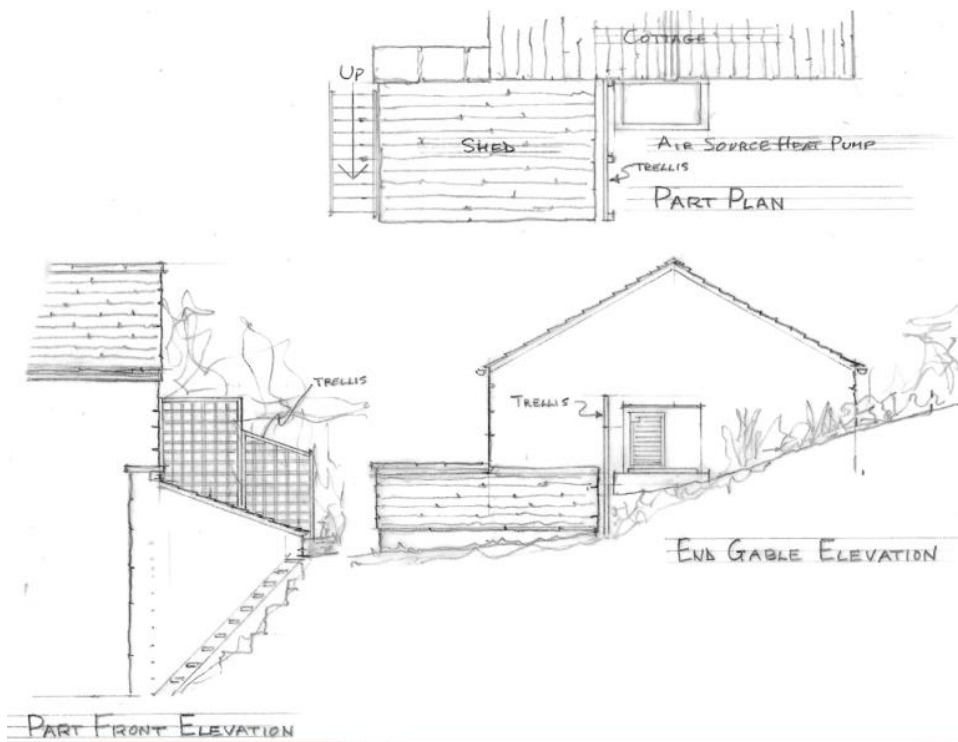 COTTAGE
UP
SHED
AIR SOURCE HEAT PUMP
TRELLIS
PART PLAN
TRELLIS
TRELLIS
END GABLE ELEVATION
PART FRONT ELEVATION